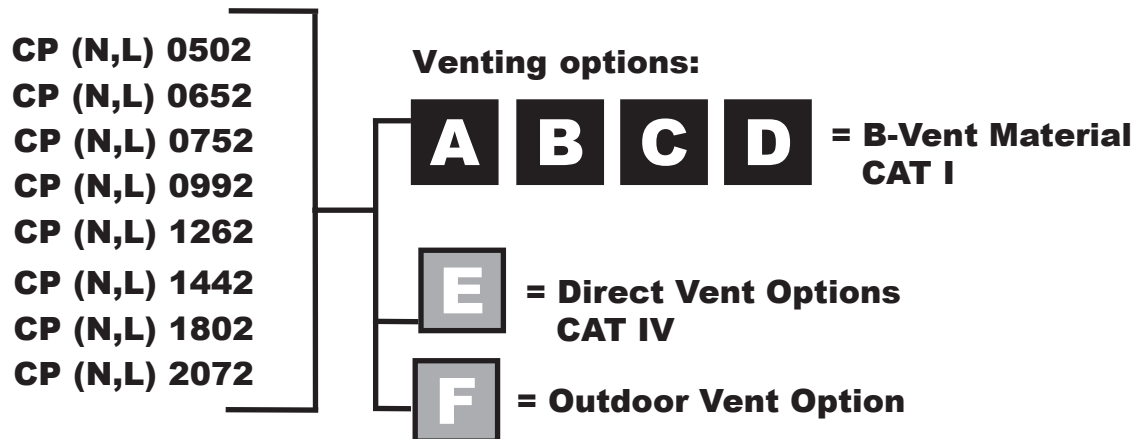 CP (N,L) 0502
CP (N,L) 0652
CP (N,L) 0752
CP (N,L) 0992
CP (N,L) 1262
CP (N,L) 1442
CP (N,L) 1802
CP (N,L) 2072
Venting options:
A B C D = B-Vent Material
CAT I
E = Direct Vent Options
CAT IV
F = Outdoor Vent Option